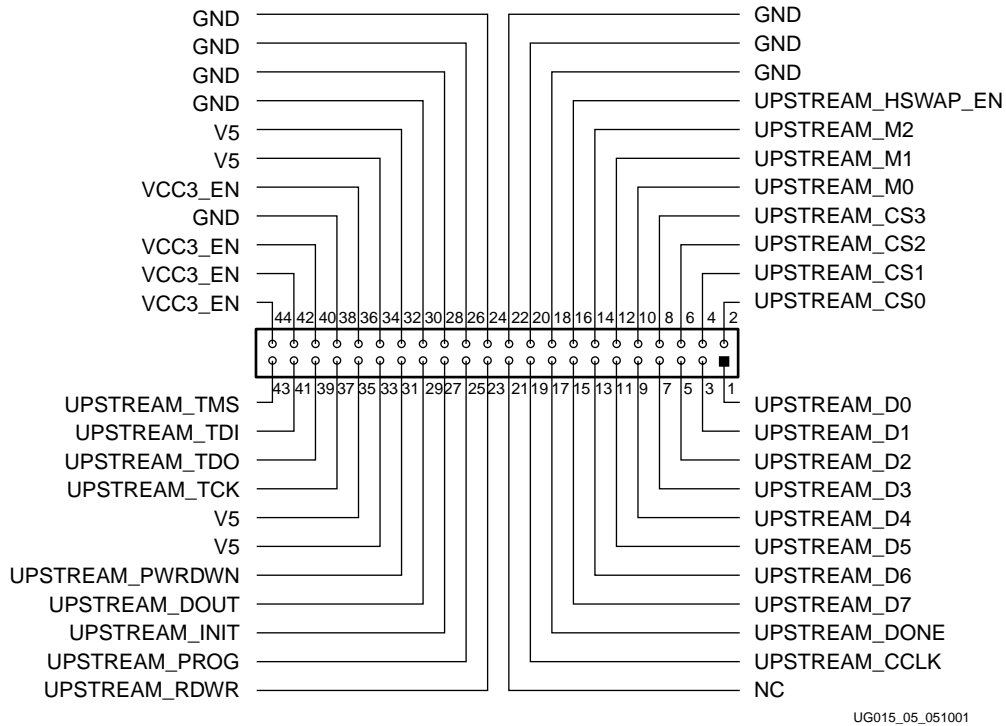 GND GND
GND GND
GND GND
GND UPSTREAM_HSWAP_EN
V5 UPSTREAM_M2
V5 UPSTREAM_M1
VCC3_EN UPSTREAM_M0
GND UPSTREAM_CS3
VCC3_EN UPSTREAM_CS2
VCC3_EN UPSTREAM_CS1
VCC3_EN UPSTREAM_CS0
44 42 40 38 36 34 32 30 28 26 24 22 20 18 16 14 12 10 8 6 4 2
43 41 39 37 35 33 31 29 27 25 23 21 19 17 15 13 11 9 7 5 3 1
UPSTREAM_TMS UPSTREAM_D0
UPSTREAM_TDI UPSTREAM_D1
UPSTREAM_TDO UPSTREAM_D2
UPSTREAM_TCK UPSTREAM_D3
V5 UPSTREAM_D4
V5 UPSTREAM_D5
UPSTREAM_PWRDWN UPSTREAM_D6
UPSTREAM_DOUT UPSTREAM_D7
UPSTREAM_INIT UPSTREAM_DONE
UPSTREAM_PROG UPSTREAM_CCLK
UPSTREAM_RDWR NC
UG015_05_051001